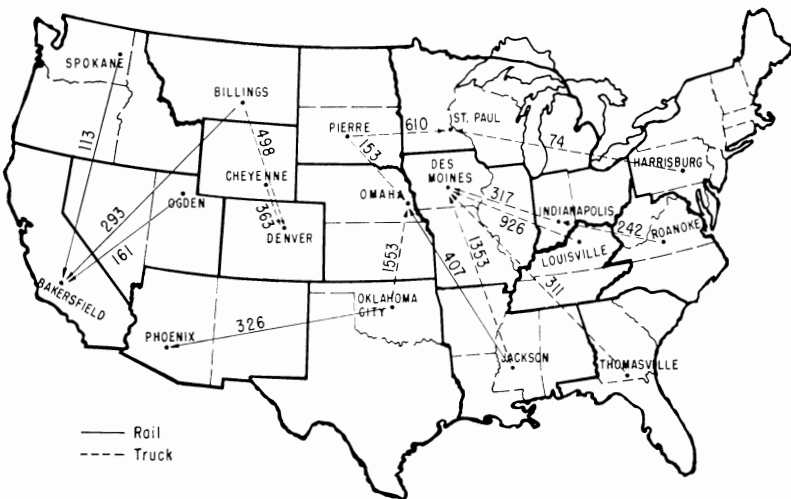 SPOKANE
BILLINGS
113
498
PIERRE
610
ST. PAUL
153
74
CHEYENNE
DES
MOINES
HARRISBURG
OGDEN
OMAHA
317
293
363
INDIANAPOLIS
926
242
ROANOKE
DENVER
161
LOUISVILLE
BAKERSFIELD
1553
407
1353
311
OKLAHOMA
CITY
326
PHOENIX
JACKSON
THOMASVILLE
Rail
Truck